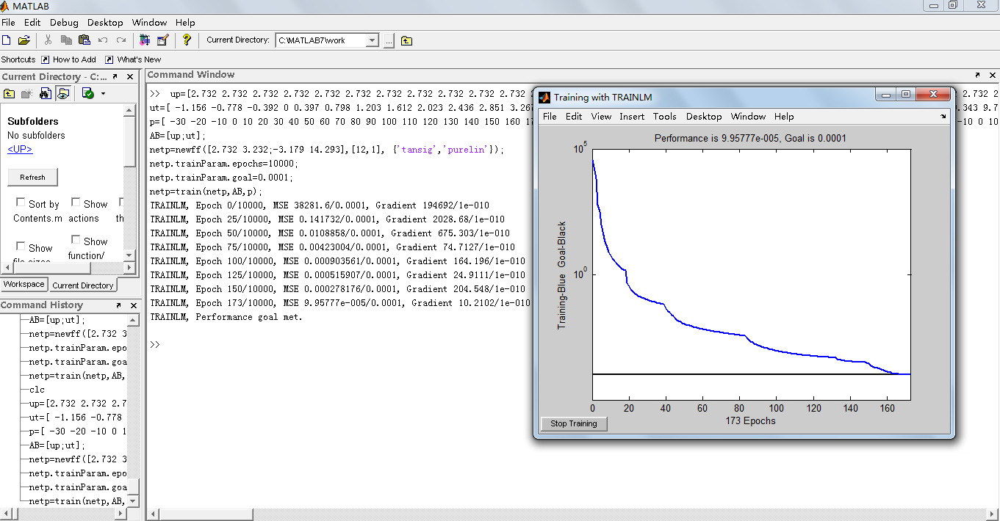 MATLAB
File Edit Debug Desktop Window Help
Current Directory: C:\MATLAB7\work ...
Shortcuts How to Add What's New
Current Directory - C:...
Subfolders
No subfolders
<UP>
Refresh
Sort by Show
Contents.m actions th
Show Show
file sizes function/
Workspace Current Directory
Command History
AB=[up;ut];
netp=newff([2.732 3
netp.trainParam.epo
netp.trainParam.goa
netp=train(netp,AB,
clc
up=[2.732 2.732 2.7
ut=[ -1.156 -0.778
p=[ -30 -20 -10 0 1
AB=[up;ut];
netp=newff([2.732 3
netp.trainParam.epo
netp.trainParam.goa
netp=train(netp,AB,
Command Window
>> up=[2.732 2.732 2.732 2.732 2.732 2.732 2.732 2.732 2.732 2.732 2.732 2.732 2
ut=[ -1.156 -0.778 -0.392 0 0.397 0.798 1.203 1.612 2.023 2.436 2.851 3.267 .343 9.7
p=[ -30 -20 -10 0 10 20 30 40 50 60 70 80 90 100 110 120 130 140 150 160 17 -10 0 10
AB=[up;ut];
netp=newff([2.732 3.232;-3.179 14.293],[12,1], {'tansig','purelin'});
netp.trainParam.epochs=10000;
netp.trainParam.goal=0.0001;
netp=train(netp,AB,p);
TRAINLM, Epoch 0/10000, MSE 38281.6/0.0001, Gradient 194692/1e-010
TRAINLM, Epoch 25/10000, MSE 0.141732/0.0001, Gradient 2028.68/1e-010
TRAINLM, Epoch 50/10000, MSE 0.0108858/0.0001, Gradient 675.303/1e-010
TRAINLM, Epoch 75/10000, MSE 0.00423004/0.0001, Gradient 74.7127/1e-010
TRAINLM, Epoch 100/10000, MSE 0.000903561/0.0001, Gradient 164.196/1e-010
TRAINLM, Epoch 125/10000, MSE 0.000515907/0.0001, Gradient 24.9111/1e-010
TRAINLM, Epoch 150/10000, MSE 0.000278176/0.0001, Gradient 204.548/1e-010
TRAINLM, Epoch 173/10000, MSE 9.95777e-005/0.0001, Gradient 10.2102/1e-010
TRAINLM, Performance goal met.
>>
Training with TRAINLM
File Edit View Insert Tools Desktop Window Help
Performance is 9.95777e-005, Goal is 0.0001
10^5
10^0
Training-Blue Goal-Black
0 20 40 60 80 100 120 140 160
173 Epochs
Stop Training